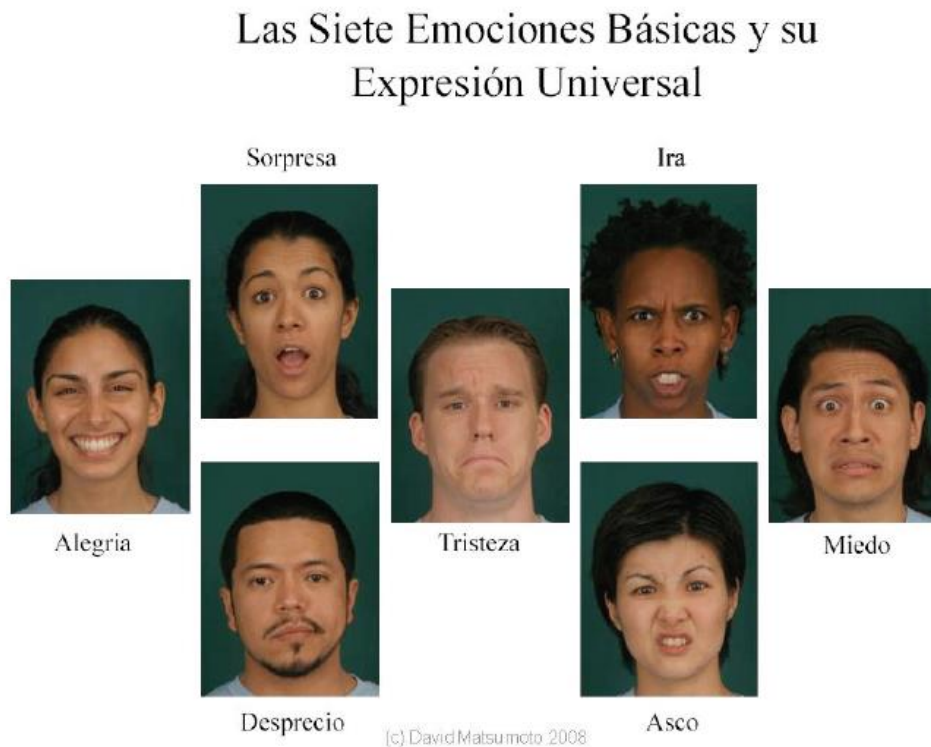 Las Siete Emociones Básicas y su
Expresión Universal
Sorpresa
Ira
Alegria
Tristeza
Miedo
Desprecio
Asco
(c) David Matsumoto 2008